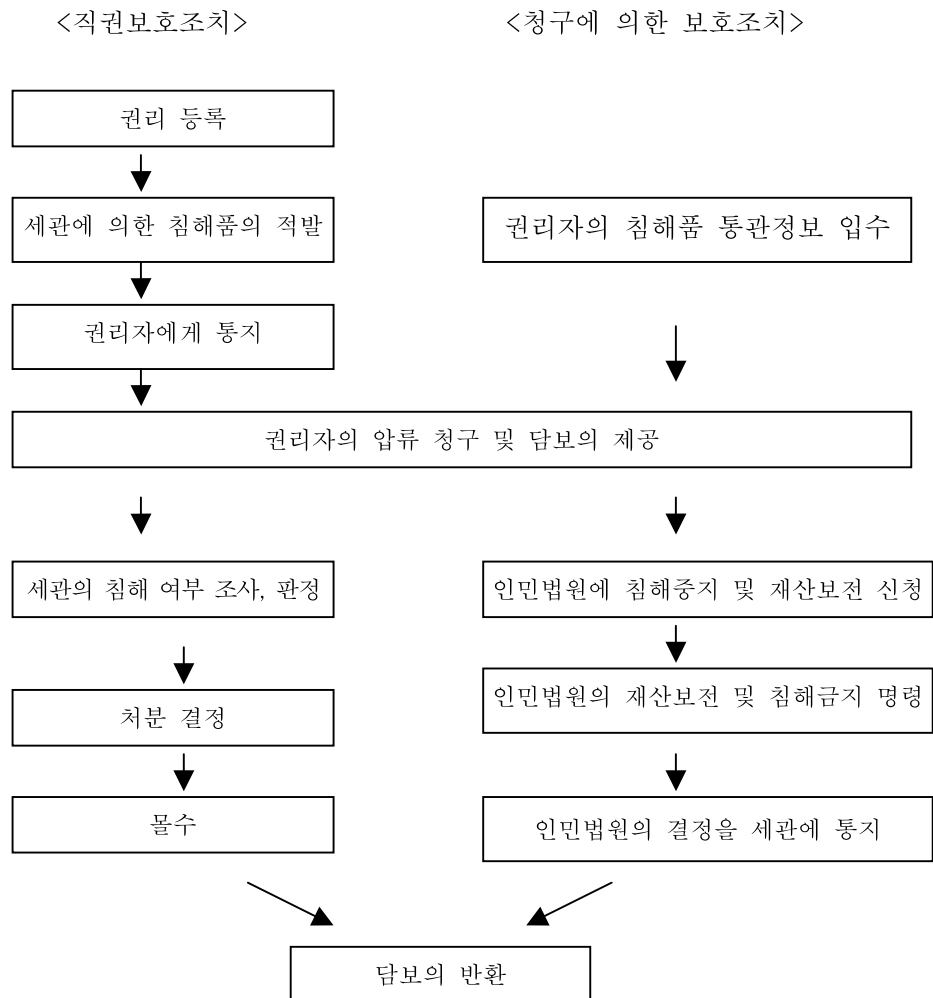 <직권보호조치>
<청구에 의한 보호조치>
권리 등록
세관에 의한 침해품의 적발
권리자의 침해품 통관정보 입수
권리자에게 통지
권리자의 압류 청구 및 담보의 제공
세관의 침해 여부 조사, 판정
인민법원에 침해중지 및 재산보전 신청
인민법원의 재산보전 및 침해금지 명령
처분 결정
몰수
인민법원의 결정을 세관에 통지
담보의 반환